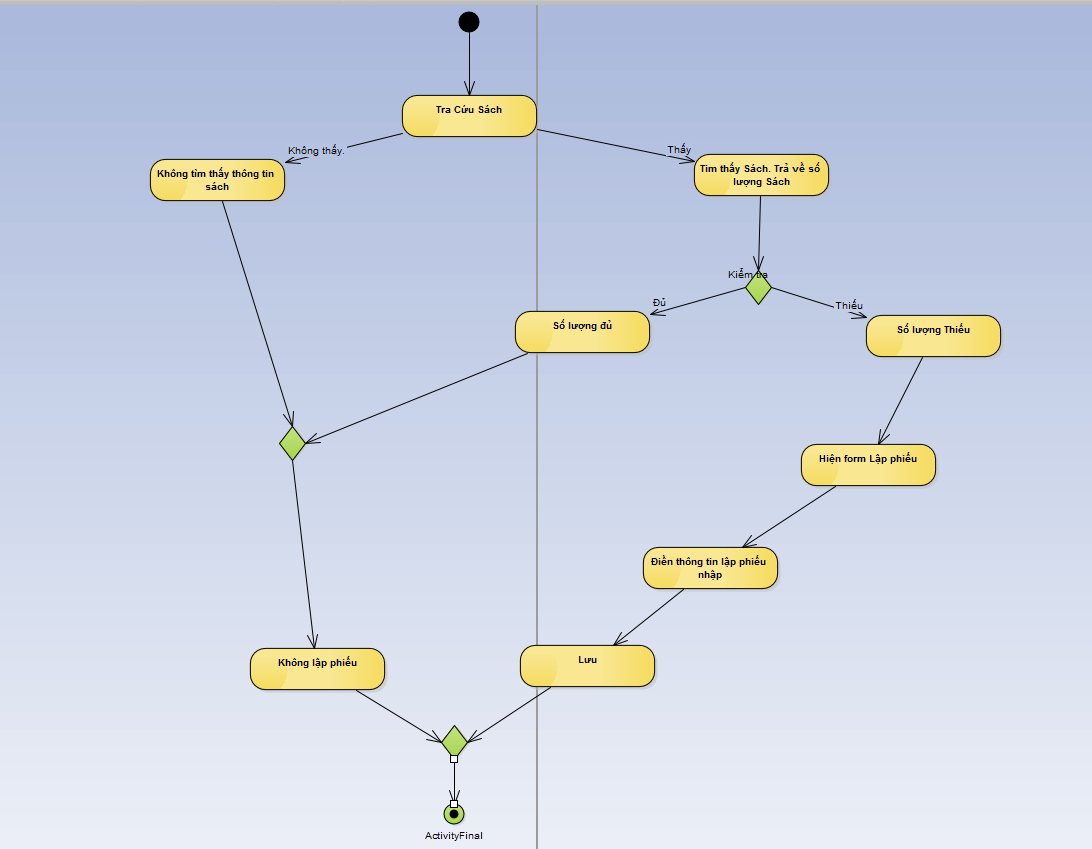 Tra Cứu Sách
Không thấy.
Thấy
Không tìm thấy thông tin
sách
Tìm thấy Sách. Trả về số
lượng Sách
Kiểm tra
Đủ
Thiếu
Số lượng đủ
Số lượng Thiếu
Hiện form Lập phiếu
Điền thông tin lập phiếu
nhập
Không lập phiếu
Lưu
ActivityFinal